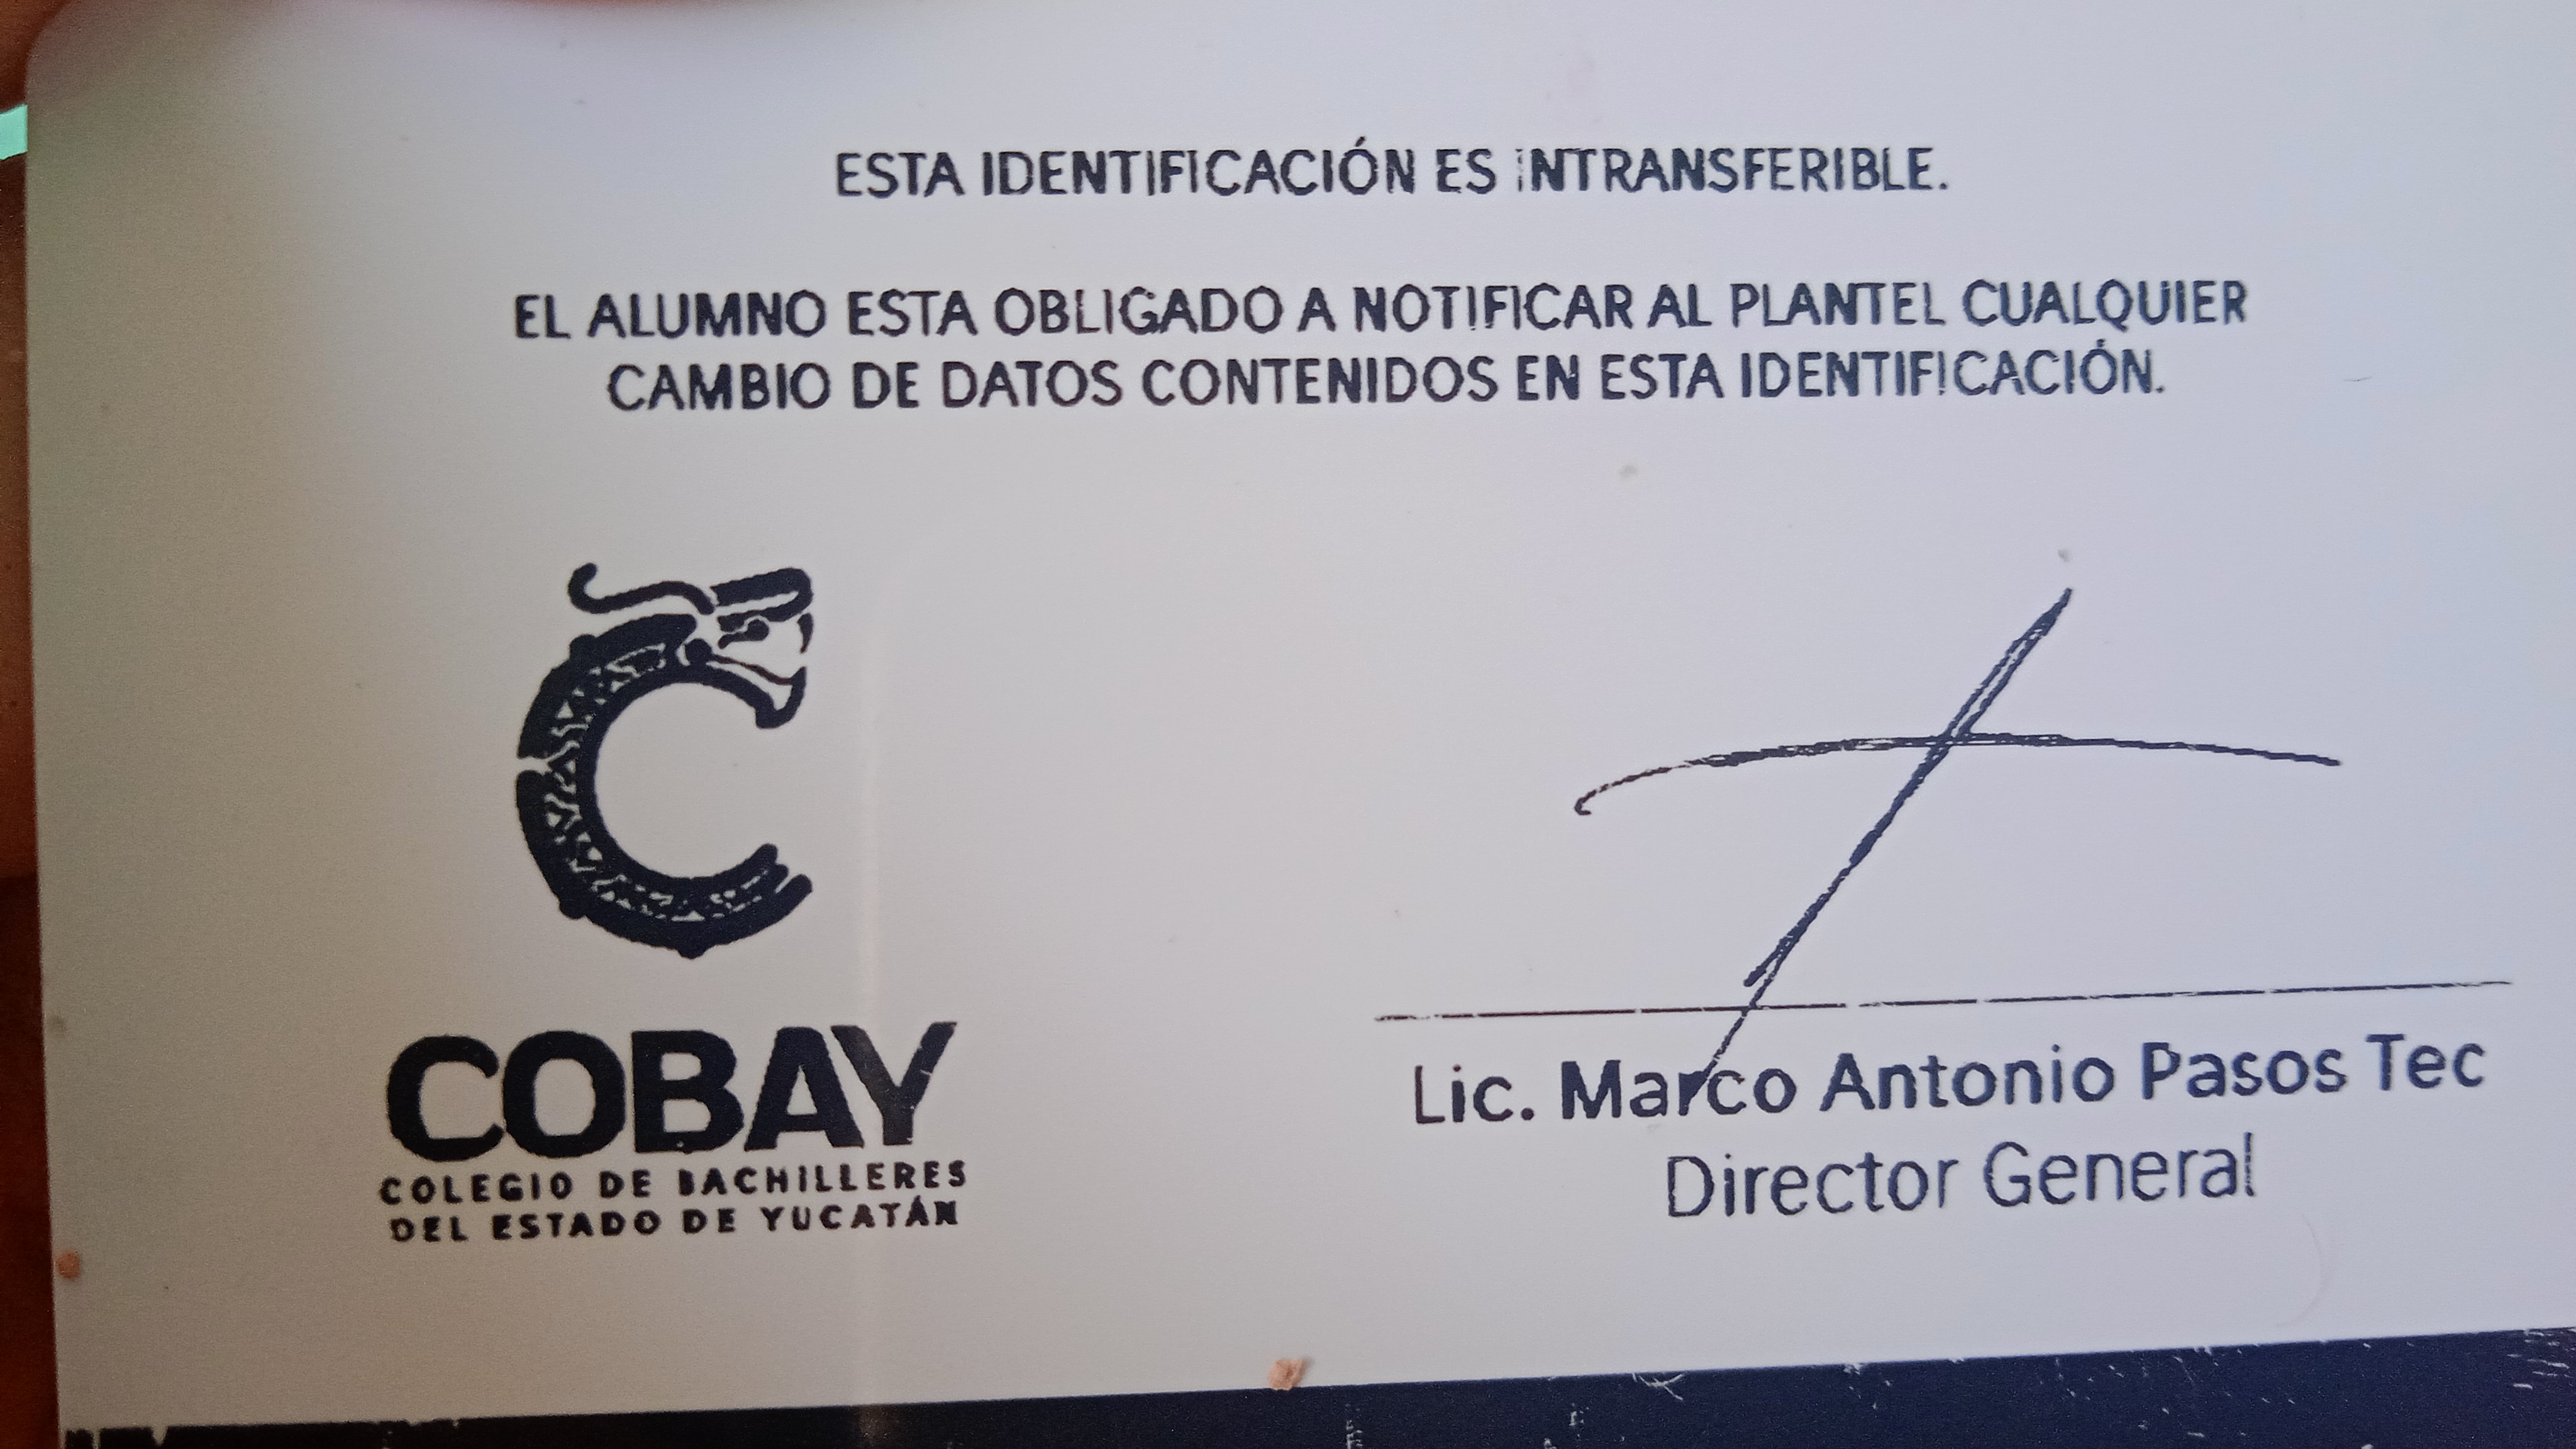 ESTA IDENTIFICACIÓN ES INTRANSFERIBLE.
EL ALUMNO ESTA OBLIGADO A NOTIFICAR AL PLANTEL CUALQUIER
CAMBIO DE DATOS CONTENIDOS EN ESTA IDENTIFICACIÓN.
COBAY
COLEGIO DE BACHILLERES
DEL ESTADO DE YUCATÁN
Lic. Marco Antonio Pasos Tec
Director General